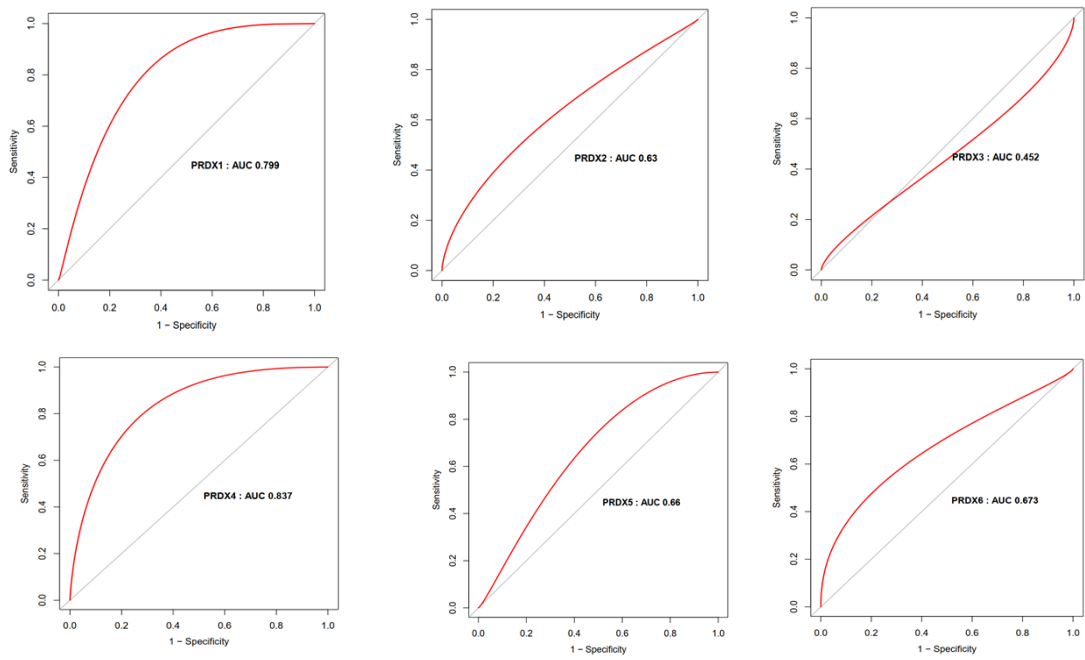 1.0
0.8
0.6
0.4
0.2
0.0
Sensitivity
PRDX1 : AUC 0.799
0.0 0.2 0.4 0.6 0.8 1.0
1 − Specificity
1.0
0.8
0.6
0.4
0.2
0.0
Sensitivity
PRDX2 : AUC 0.63
0.0 0.2 0.4 0.6 0.8 1.0
1 − Specificity
1.0
0.8
0.6
0.4
0.2
0.0
Sensitivity
PRDX3 : AUC 0.452
0.0 0.2 0.4 0.6 0.8 1.0
1 − Specificity
1.0
0.8
0.6
0.4
0.2
0.0
Sensitivity
PRDX4 : AUC 0.837
0.0 0.2 0.4 0.6 0.8 1.0
1 − Specificity
1.0
0.8
0.6
0.4
0.2
0.0
Sensitivity
PRDX5 : AUC 0.66
0.0 0.2 0.4 0.6 0.8 1.0
1 − Specificity
1.0
0.8
0.6
0.4
0.2
0.0
Sensitivity
PRDX6 : AUC 0.673
0.0 0.2 0.4 0.6 0.8 1.0
1 − Specificity